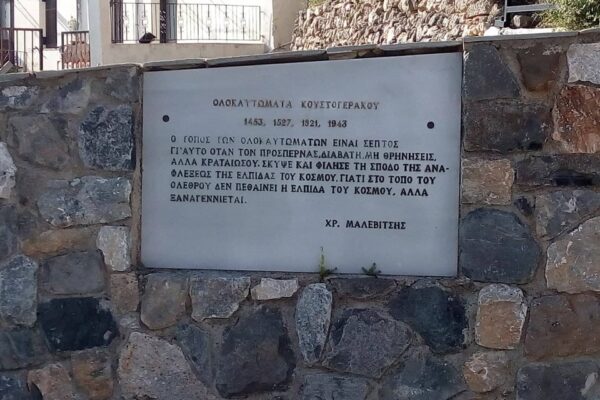 ΟΛΟΚΑΥΤΩΜΑΤΑ ΚΟΥΣΤΟΓΕΡΑΚΟΥ
1453, 1527, 1821, 1943
Ο ΤΟΠΟΣ ΤΩΝ ΟΛΟΚΑΥΤΩΜΑΤΩΝ ΕΙΝΑΙ ΣΕΠΤΟΣ
ΓΙ'ΑΥΤΟ ΟΤΑΝ ΤΟΝ ΠΡΟΣΠΕΡΝΑΣ, ΔΙΑΒΑΤΗ, ΜΗ ΘΡΗΝΗΣΕΙΣ,
ΑΛΛΑ ΚΡΑΤΑΙΩΣΟΥ. ΣΚΥΨΕ ΚΑΙ ΦΙΛΗΣΕ ΤΗ ΣΠΟΔΟ ΤΗΣ ΑΝΑ-
ΦΛΕΞΕΩΣ ΤΗΣ ΕΛΠΙΔΑΣ ΤΟΥ ΚΟΣΜΟΥ. ΓΙΑΤΙ ΣΤΟ ΤΟΠΟ ΤΟΥ
ΟΛΕΘΡΟΥ ΔΕΝ ΠΕΘΑΙΝΕΙ Η ΕΛΠΙΔΑ ΤΟΥ ΚΟΣΜΟΥ, ΑΛΛΑ
ΞΑΝΑΓΕΝΝΙΕΤΑΙ.
ΧΡ. ΜΑΛΕΒΙΤΣΗΣ